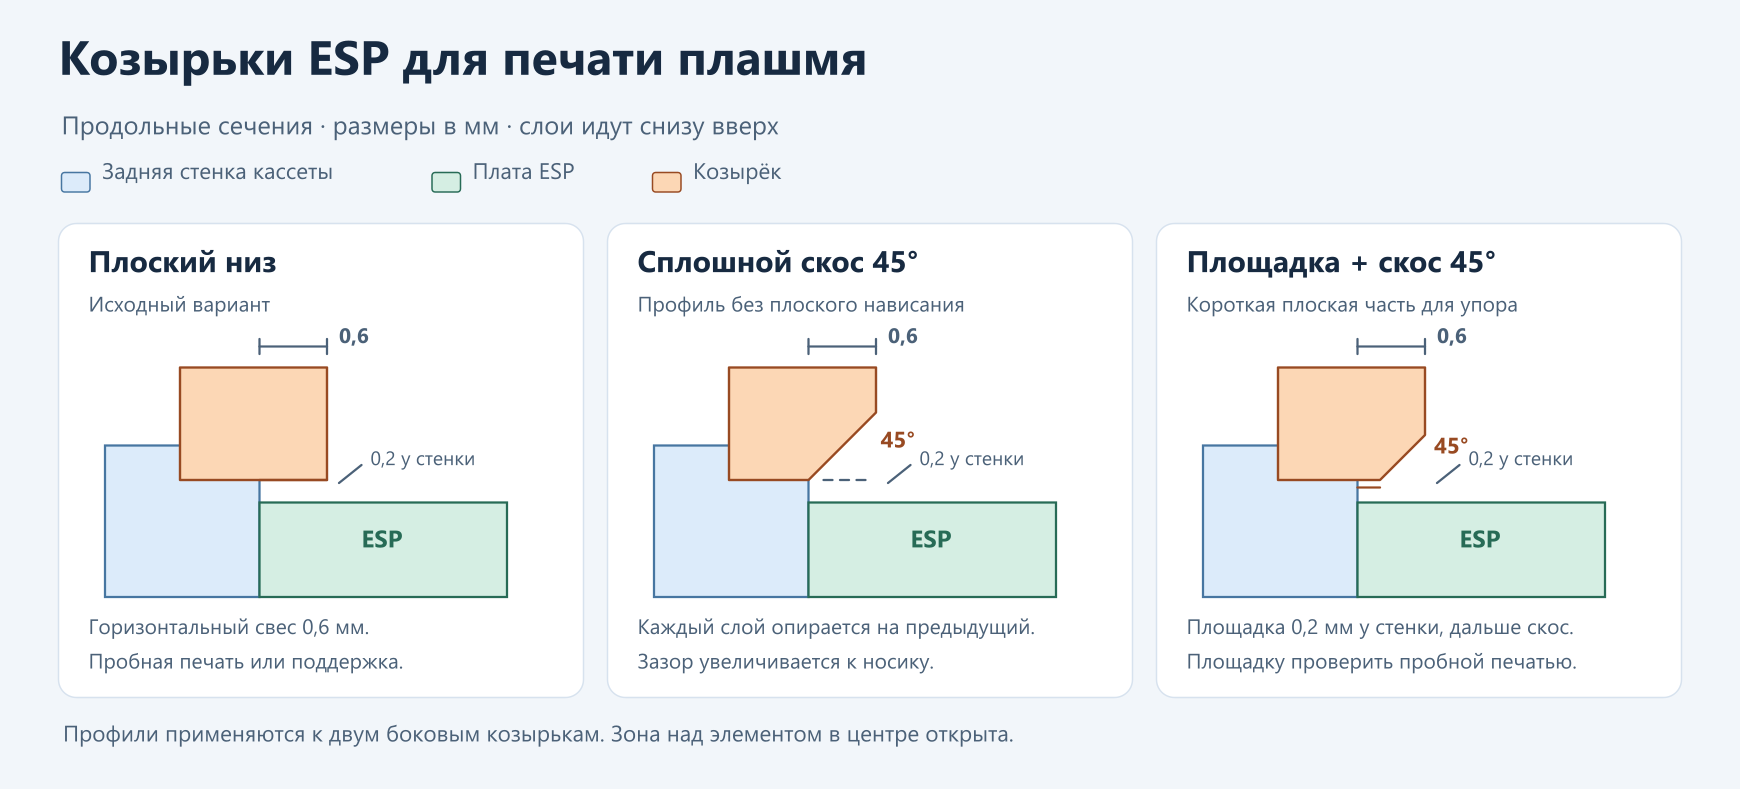 Козырьки ESP для печати плашмя
Продольные сечения · размеры в мм · слои идут снизу вверх
Задняя стенка кассеты
Плата ESP
Козырёк
Плоский низ
Исходный вариант
0,6
0,2 у стенки
ESP
Горизонтальный свес 0,6 мм.
Пробная печать или поддержка.
Сплошной скос 45°
Профиль без плоского нависания
0,6
45°
0,2 у стенки
ESP
Каждый слой опирается на предыдущий.
Зазор увеличивается к носику.
Площадка + скос 45°
Короткая плоская часть для упора
0,6
45°
0,2 у стенки
ESP
Площадка 0,2 мм у стенки, дальше скос.
Площадку проверить пробной печатью.
Профили применяются к двум боковым козырькам. Зона над элементом в центре открыта.